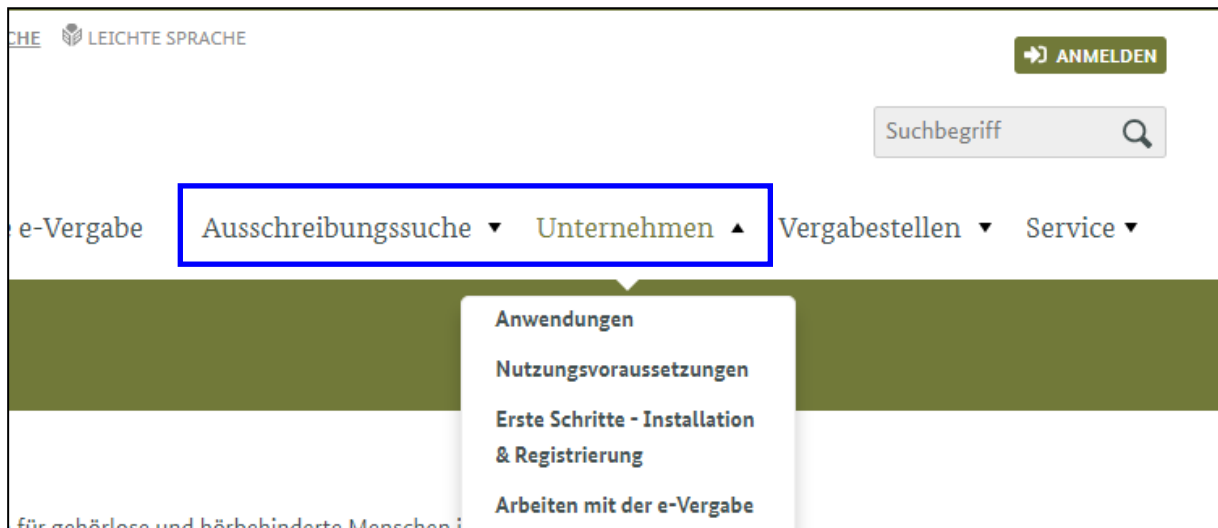 CHE LEICHTE SPRACHE
ANMELDEN
Suchbegriff
e-Vergabe Ausschreibungssuche Unternehmen Vergabestellen Service
Anwendungen
Nutzungsvoraussetzungen
Erste Schritte - Installation
& Registrierung
Arbeiten mit der e-Vergabe
für gehörlose und hörbehinderte Menschen i